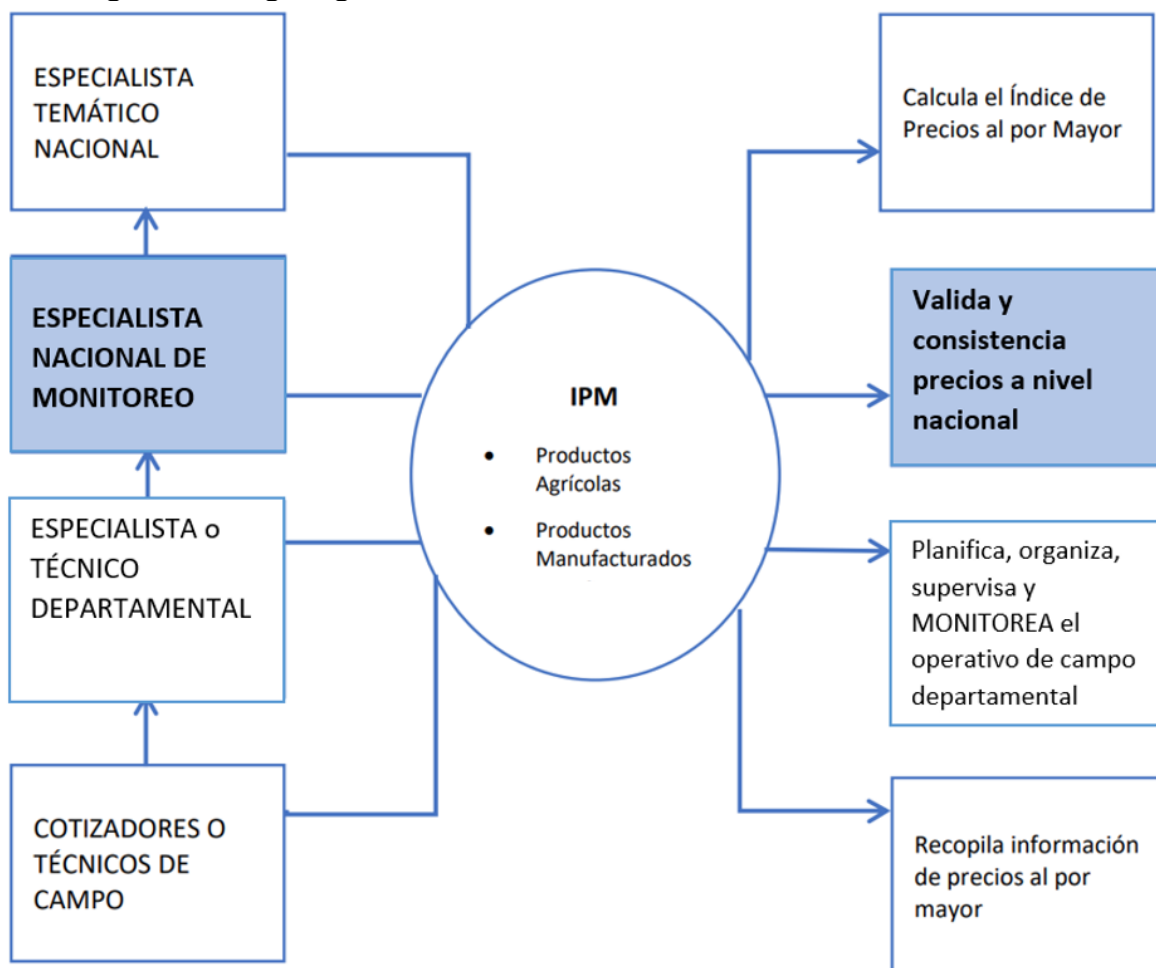 ESPECIALISTA
TEMÁTICO
NACIONAL
ESPECIALISTA
NACIONAL DE
MONITOREO
ESPECIALISTA o
TÉCNICO
DEPARTAMENTAL
COTIZADORES O
TÉCNICOS DE
CAMPO
IPM
• Productos
Agrícolas
• Productos
Manufacturados
Calcula el Índice de
Precios al por Mayor
Valida y
consistencia
precios a nivel
nacional
Planifica, organiza,
supervisa y
MONITOREA el
operativo de campo
departamental
Recopila información
de precios al por
mayor